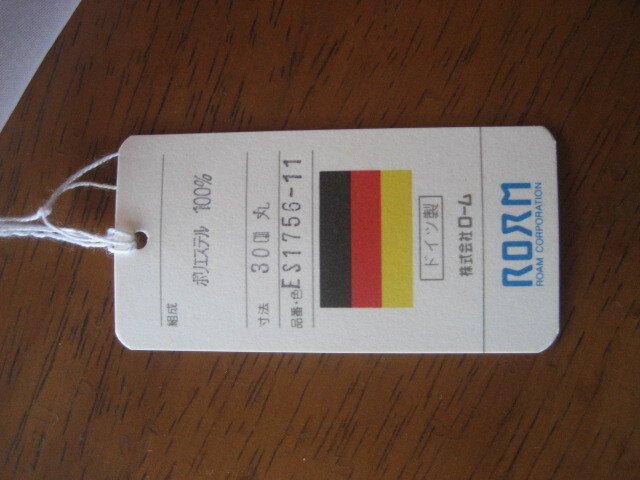 組成
ポリエステル 100%
寸法 30㎝ 丸
品番・色 ES1756-11
ドイツ製
株式会社ローム
ROAM
ROAM CORPORATION